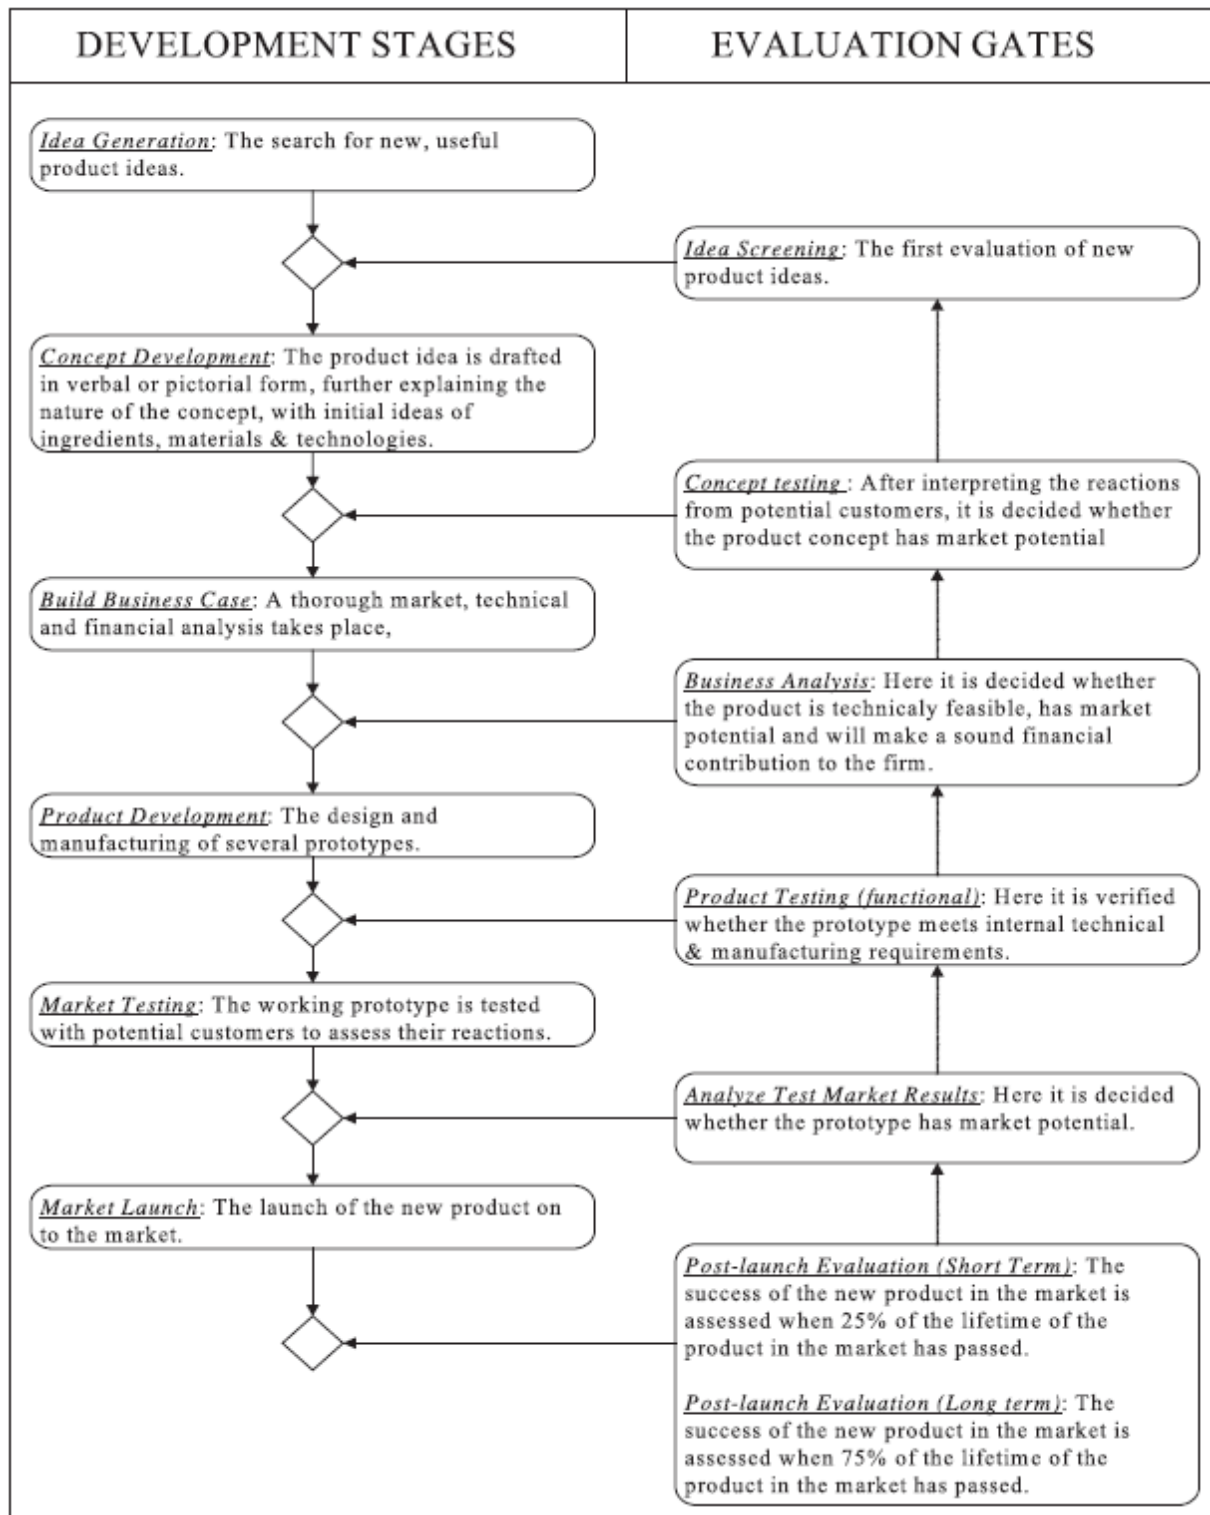 DEVELOPMENT STAGES
EVALUATION GATES
Idea Generation: The search for new, useful
product ideas.
Idea Screening: The first evaluation of new
product ideas.
Concept Development: The product idea is drafted
in verbal or pictorial form, further explaining the
nature of the concept, with initial ideas of
ingredients, materials & technologies.
Concept testing : After interpreting the reactions
from potential customers, it is decided whether
the product concept has market potential
Build Business Case: A thorough market, technical
and financial analysis takes place,
Business Analysis: Here it is decided whether
the product is technicaly feasible, has market
potential and will make a sound financial
contribution to the firm.
Product Development: The design and
manufacturing of several prototypes.
Product Testing (functional): Here it is verified
whether the prototype meets internal technical
& manufacturing requirements.
Market Testing: The working prototype is tested
with potential customers to assess their reactions.
Analyze Test Market Results: Here it is decided
whether the prototype has market potential.
Market Launch: The launch of the new product on
to the market.
Post-launch Evaluation (Short Term): The
success of the new product in the market is
assessed when 25% of the lifetime of the
product in the market has passed.
Post-launch Evaluation (Long term): The
success of the new product in the market is
assessed when 75% of the lifetime of the
product in the market has passed.